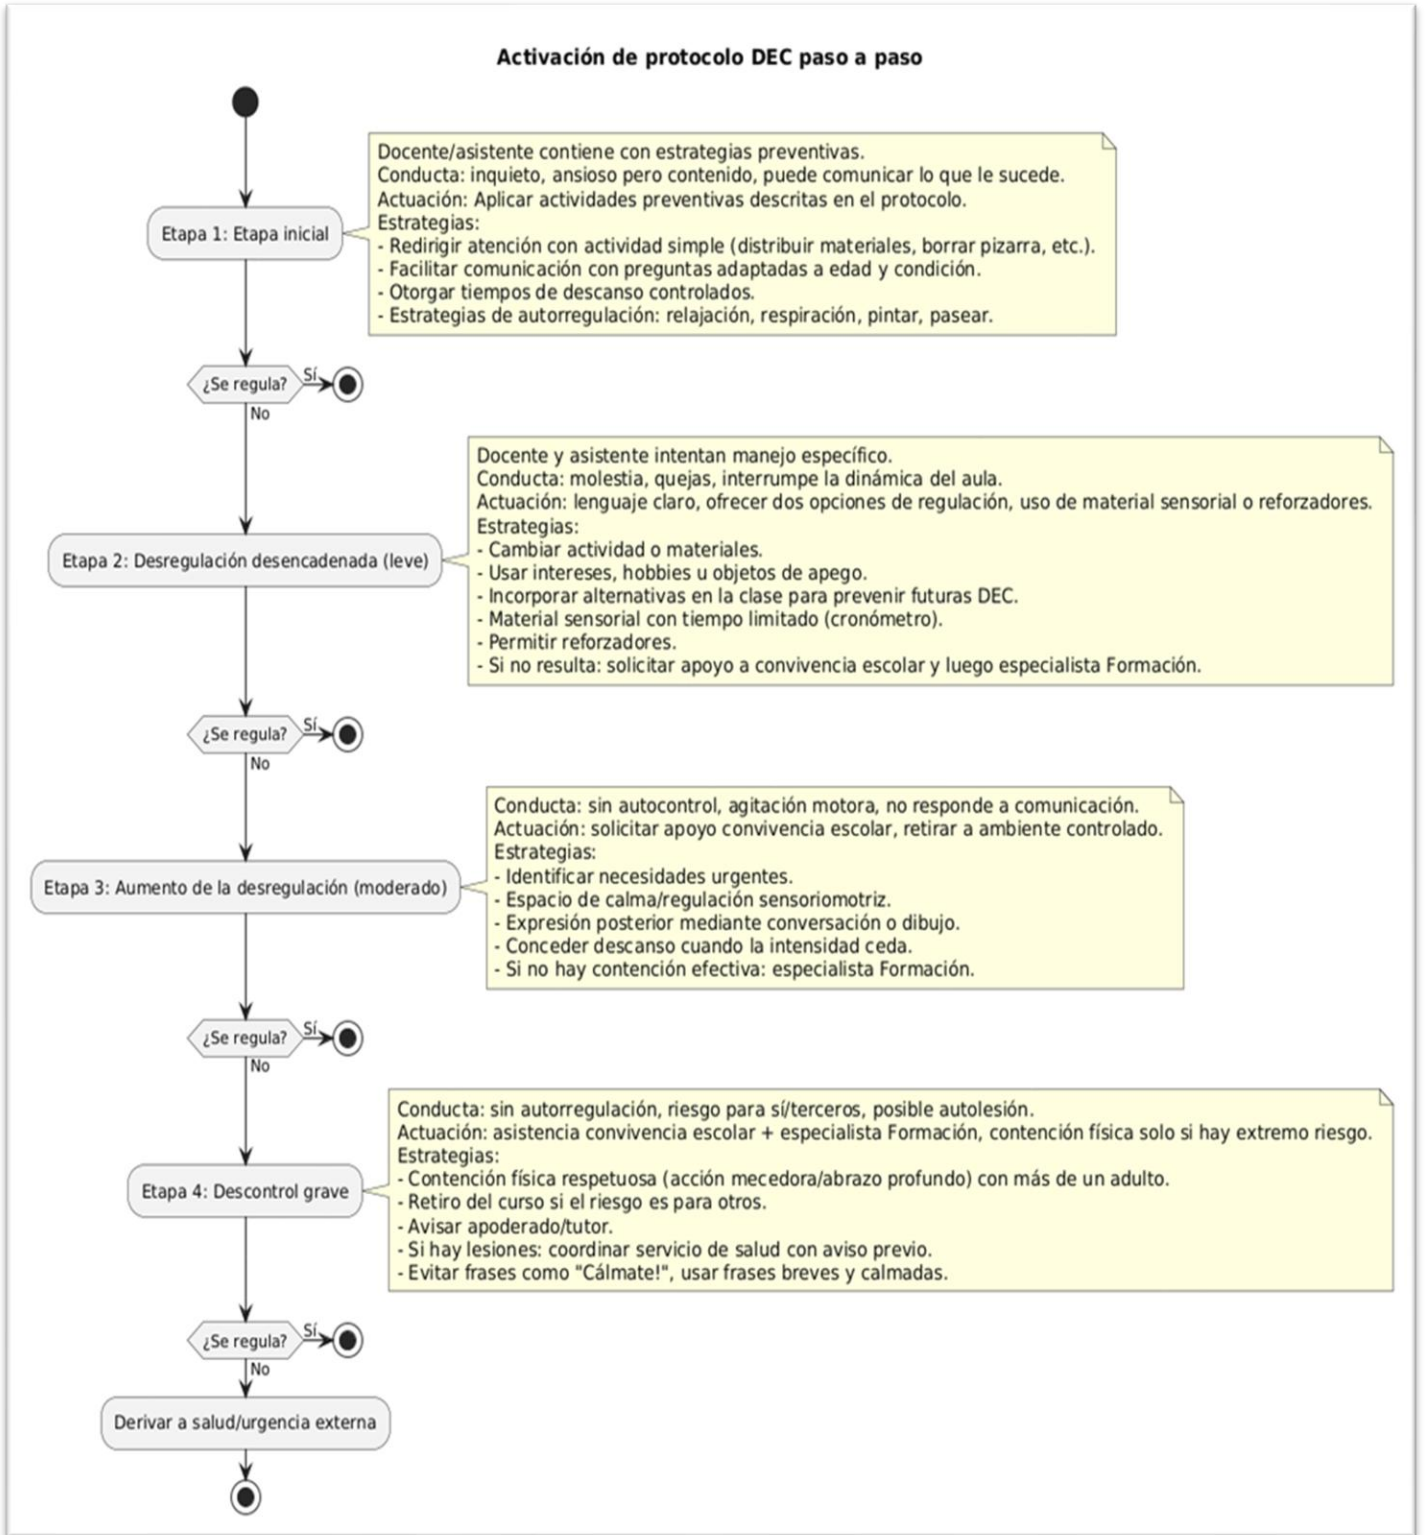 Activación de protocolo DEC paso a paso
Docente/asistente contiene con estrategias preventivas.
Conducta: inquieto, ansioso pero contenido, puede comunicar lo que le sucede.
Actuación: Aplicar actividades preventivas descritas en el protocolo.
Estrategias:
- Redirigir atención con actividad simple (distribuir materiales, borrar pizarra, etc.).
- Facilitar comunicación con preguntas adaptadas a edad y condición.
- Otorgar tiempos de descanso controlados.
- Estrategias de autorregulación: relajación, respiración, pintar, pasear.
Etapa 1: Etapa inicial
¿Se regula?
Sí
No
Docente y asistente intentan manejo específico.
Conducta: molestia, quejas, interrumpe la dinámica del aula.
Actuación: lenguaje claro, ofrecer dos opciones de regulación, uso de material sensorial o reforzadores.
Estrategias:
- Cambiar actividad o materiales.
- Usar intereses, hobbies u objetos de apego.
- Incorporar alternativas en la clase para prevenir futuras DEC.
- Material sensorial con tiempo limitado (cronómetro).
- Permitir reforzadores.
- Si no resulta: solicitar apoyo a convivencia escolar y luego especialista Formación.
Etapa 2: Desregulación desencadenada (leve)
¿Se regula?
Sí
No
Conducta: sin autocontrol, agitación motora, no responde a comunicación.
Actuación: solicitar apoyo convivencia escolar, retirar a ambiente controlado.
Estrategias:
- Identificar necesidades urgentes.
- Espacio de calma/regulación sensoriomotriz.
- Expresión posterior mediante conversación o dibujo.
- Conceder descanso cuando la intensidad ceda.
- Si no hay contención efectiva: especialista Formación.
Etapa 3: Aumento de la desregulación (moderado)
¿Se regula?
Sí
No
Conducta: sin autorregulación, riesgo para sí/terceros, posible autolesión.
Actuación: asistencia convivencia escolar + especialista Formación, contención física solo si hay extremo riesgo.
Estrategias:
- Contención física respetuosa (acción mecedora/abrazo profundo) con más de un adulto.
- Retiro del curso si el riesgo es para otros.
- Avisar apoderado/tutor.
- Si hay lesiones: coordinar servicio de salud con aviso previo.
- Evitar frases como "Cálmate!", usar frases breves y calmadas.
Etapa 4: Descontrol grave
¿Se regula?
Sí
No
Derivar a salud/urgencia externa